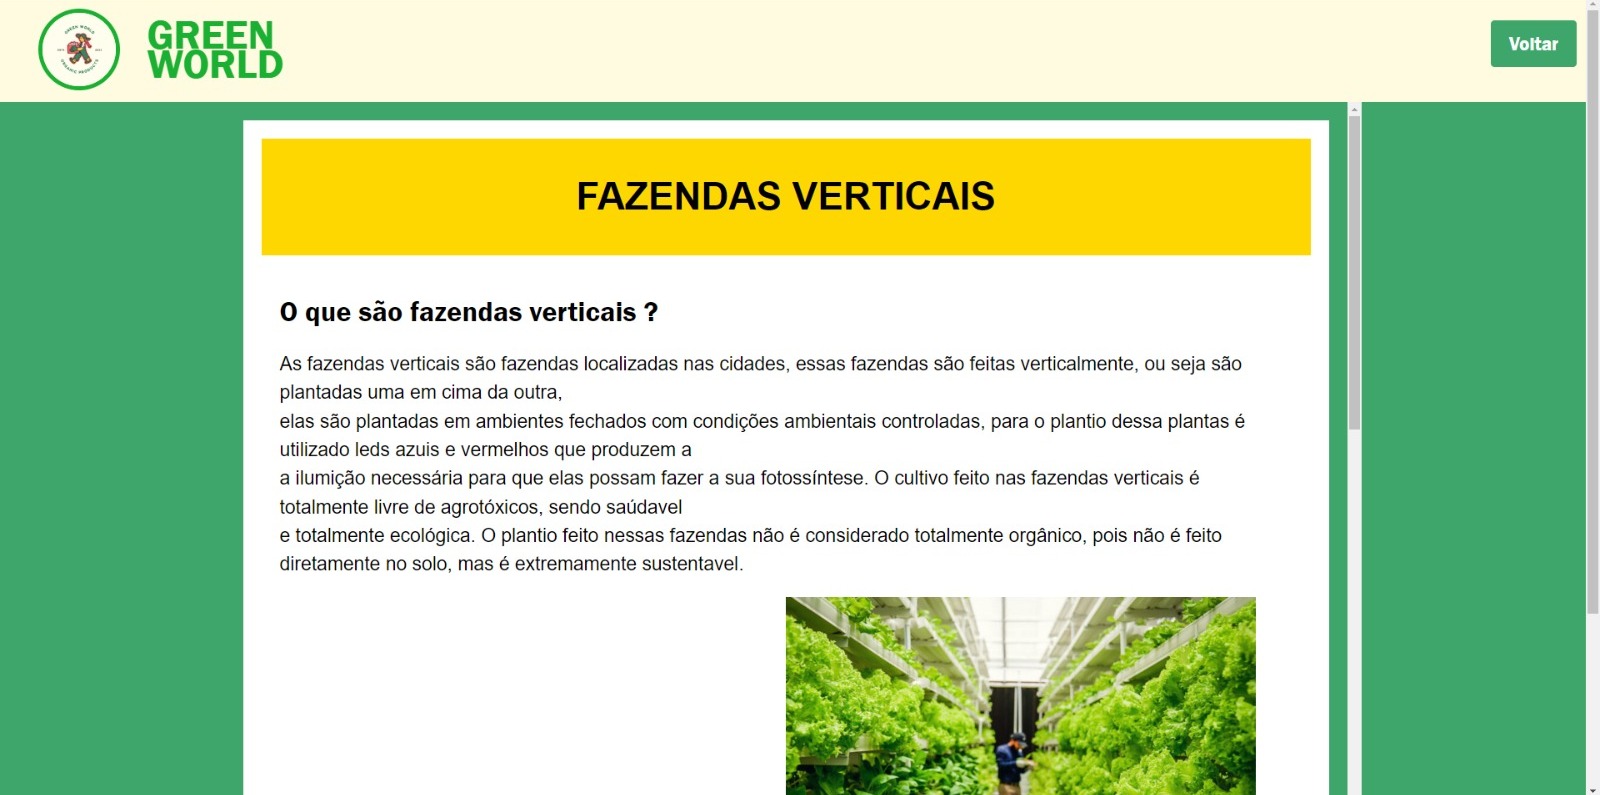 GREEN WORLD
ORGANIC PRODUCTS
GREEN
WORLD
Voltar
FAZENDAS VERTICAIS
O que são fazendas verticais ?
As fazendas verticais são fazendas localizadas nas cidades, essas fazendas são feitas verticalmente, ou seja são
plantadas uma em cima da outra,
elas são plantadas em ambientes fechados com condições ambientais controladas, para o plantio dessa plantas é
utilizado leds azuis e vermelhos que produzem a
a ilumição necessária para que elas possam fazer a sua fotossíntese. O cultivo feito nas fazendas verticais é
totalmente livre de agrotóxicos, sendo saúdavel
e totalmente ecológica. O plantio feito nessas fazendas não é considerado totalmente orgânico, pois não é feito
diretamente no solo, mas é extremamente sustentavel.